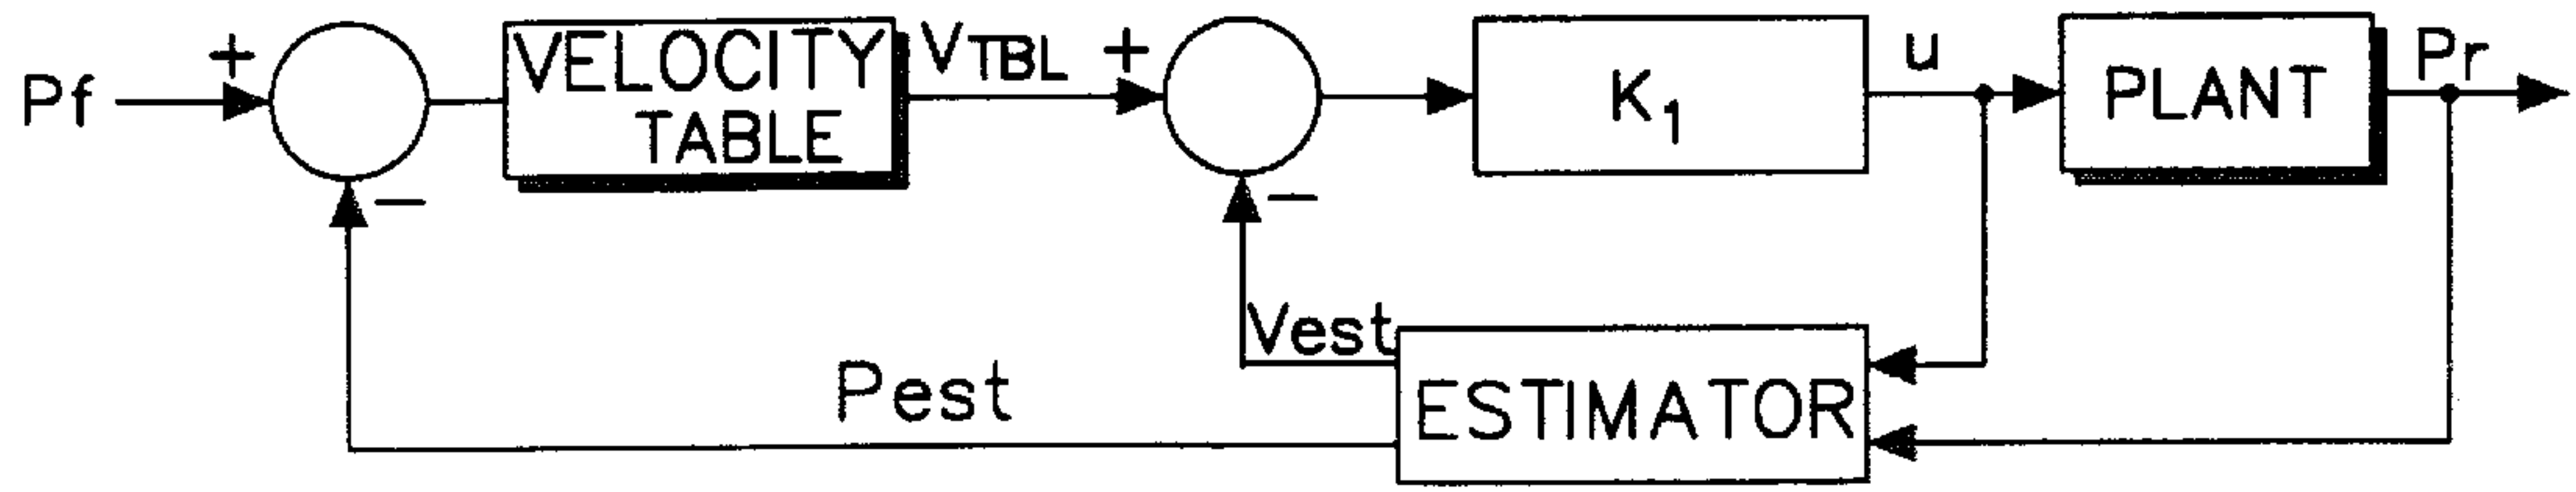 Pf
+
−
VELOCITY
TABLE
VTBL
+
−
K1
u
PLANT
Pr
Vest
Pest
ESTIMATOR